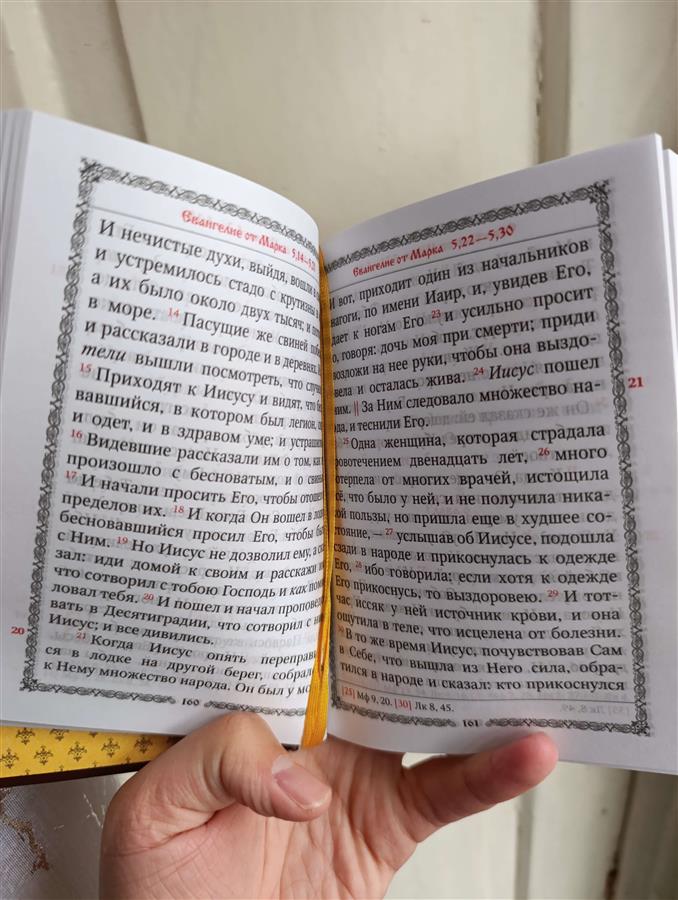 Евангелие от Марка 5,14—5,21
И нечистые духи, выйдя, вошли в
и устремилось стадо с крутизны в
а их было около двух тысяч; и
в море. 14 Пасущие же свиней
и рассказали в городе и в деревнях.
тели вышли посмотреть, что
15 Приходят к Иисусу и видят, что
вавшийся, в котором был легион,
и одет, и в здравом уме; и
16 Видевшие рассказали им о том, как
произошло с бесноватым, и о
17 И начали просить Его, чтобы
пределов их. 18 И когда Он вошел в
бесновавшийся просил Его, чтобы
с Ним. 19 Но Иисус не дозволил ему, а
зал: иди домой к своим и расскажи
что сотворил с тобою Господь и как
ловал тебя. 20 И пошел и начал
вать в Десятиградии, что сотворил с
20
Иисус; и все дивились.
21 Когда Иисус опять
ся в лодке на другой берег,
к Нему множество народа. Он был у
160
Евангелие от Марка 5,22—5,30
И вот, приходит один из начальников
по имени Иаир, и, увидев Его,
к ногам Его 23 и усильно просит
говоря: дочь моя при смерти; приди
возложи на нее руки, чтобы она выздо-
и осталась жива. 24 Иисус пошел
21
За Ним следовало множество на-
и теснили Его.
25 Одна женщина, которая страдала
двенадцать лет, 26 много
от многих врачей, истощила
что было у ней, и не получила ника-
пользы, но пришла еще в худшее со-
— 27 услышав об Иисусе, подошла
сзади в народе и прикоснулась к одежде
Его, 28 ибо говорила: если хотя к одежде
Его прикоснусь, то выздоровею. 29 И тот-
час иссяк у ней источник крови, и она
ощутила в теле, что исцелена от болезни.
30 В то же время Иисус, почувствовав Сам
в Себе, что вышла из Него сила, обра-
тился в народе и сказал: кто прикоснулся
[25] Мф 9, 20. [30] Лк 8, 45.
161